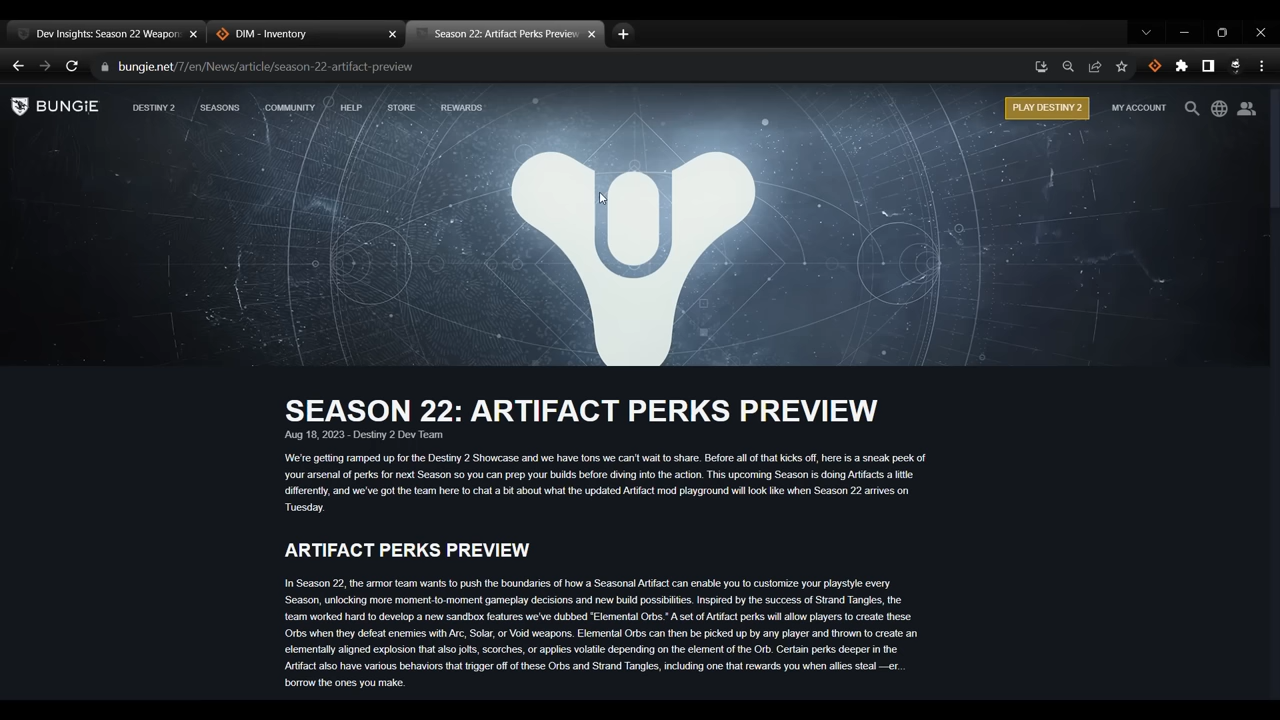 Dev Insights: Season 22 Weapon
DIM - Inventory
Season 22: Artifact Perks Preview
bungie.net/7/en/News/article/season-22-artifact-preview
BUNGIE
DESTINY 2
SEASONS
COMMUNITY
HELP
STORE
REWARDS
PLAY DESTINY 2
MY ACCOUNT
SEASON 22: ARTIFACT PERKS PREVIEW
Aug 18, 2023 - Destiny 2 Dev Team
We're getting ramped up for the Destiny 2 Showcase and we have tons we can't wait to share. Before all of that kicks off, here is a sneak peek of
your arsenal of perks for next Season so you can prep your builds before diving into the action. This upcoming Season is doing Artifacts a little
differently, and we've got the team here to chat a bit about what the updated Artifact mod playground will look like when Season 22 arrives on
Tuesday.
ARTIFACT PERKS PREVIEW
In Season 22, the armor team wants to push the boundaries of how a Seasonal Artifact can enable you to customize your playstyle every
Season, unlocking more moment-to-moment gameplay decisions and new build possibilities. Inspired by the success of Strand Tangles, the
team worked hard to develop a new sandbox features we've dubbed "Elemental Orbs." A set of Artifact perks will allow players to create these
Orbs when they defeat enemies with Arc, Solar, or Void weapons. Elemental Orbs can then be picked up by any player and thrown to create an
elementally aligned explosion that also jolts, scorches, or applies volatile depending on the element of the Orb. Certain perks deeper in the
Artifact also have various behaviors that trigger off of these Orbs and Strand Tangles, including one that rewards you when allies steal —er...
borrow the ones you make.